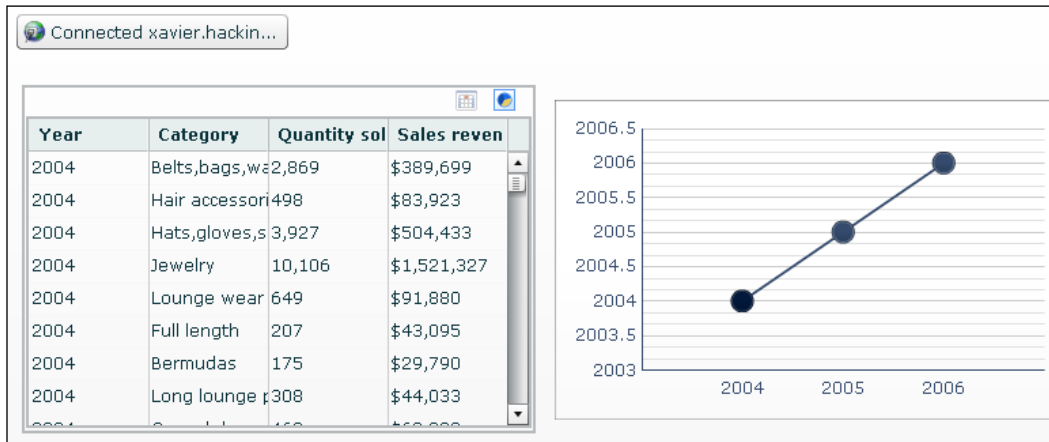 Connected xavier.hackin...
Year Category Quantity sol Sales reven
2004 Belts,bags,wa 2,869 $389,699
2004 Hair accessori 498 $83,923
2004 Hats,gloves,s 3,927 $504,433
2004 Jewelry 10,106 $1,521,327
2004 Lounge wear 649 $91,880
2004 Full length 207 $43,095
2004 Bermudas 175 $29,790
2004 Long lounge p 308 $44,033
2006.5
2006
2005.5
2005
2004.5
2004
2003.5
2003
2004 2005 2006